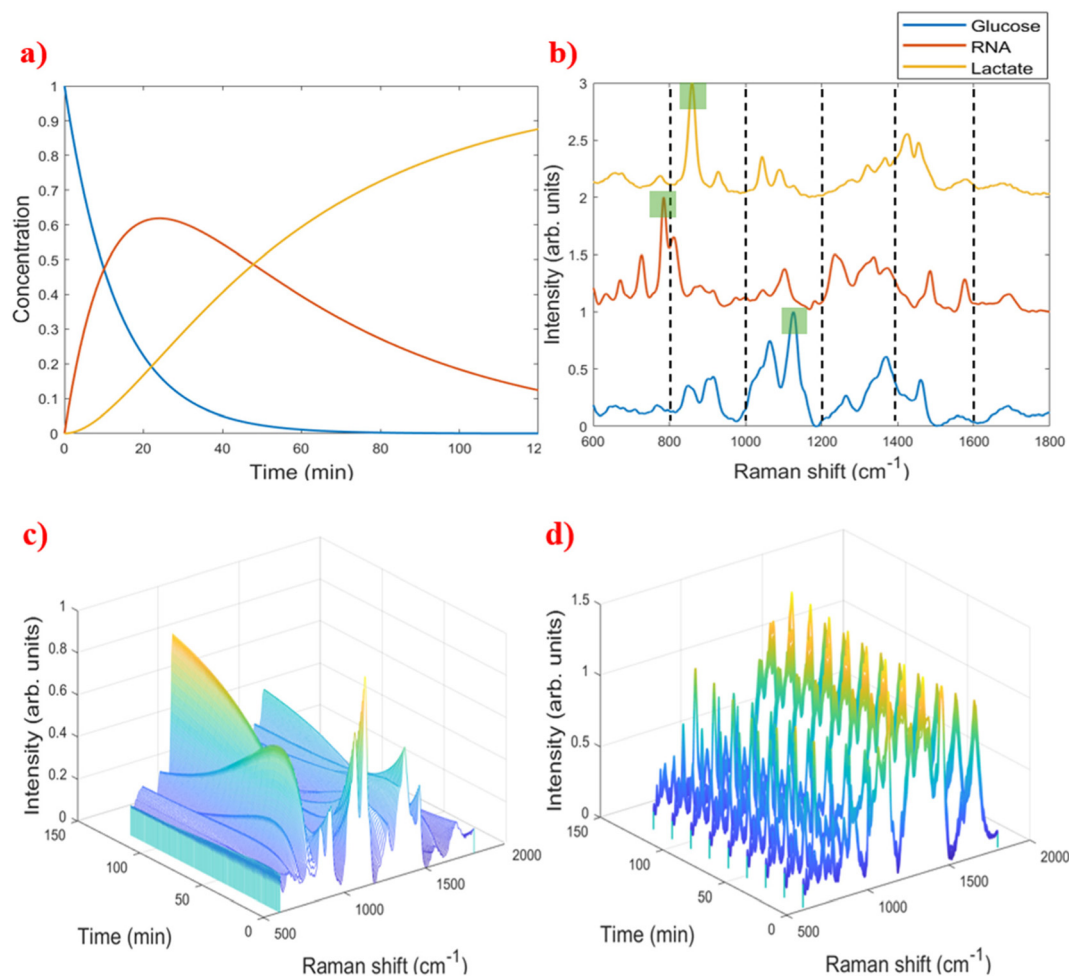 a)
1
0.9
0.8
0.7
0.6
0.5
0.4
0.3
0.2
0.1
0
0 20 40 60 80 100 120
Concentration
Time (min)
b)
Glucose
RNA
Lactate
3
2.5
2
1.5
1
0.5
0
600 800 1000 1200 1400 1600 1800
Intensity (arb. units)
Raman shift (cm⁻¹)
c)
1
0.8
0.6
0.4
0.2
0
150
100
50
0
500
1000
1500
2000
Intensity (arb. units)
Time (min)
Raman shift (cm⁻¹)
d)
1.5
1
0.5
0
150
100
50
0
500
1000
1500
2000
Intensity (arb. units)
Time (min)
Raman shift (cm⁻¹)